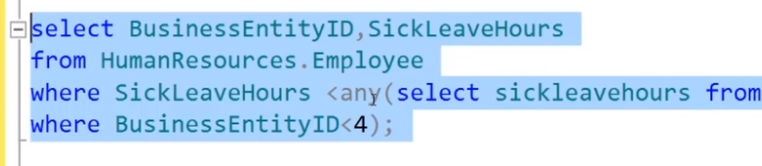 select BusinessEntityID,SickLeaveHours
from HumanResources.Employee
where SickLeaveHours <any(select sickleavehours from
where BusinessEntityID<4);